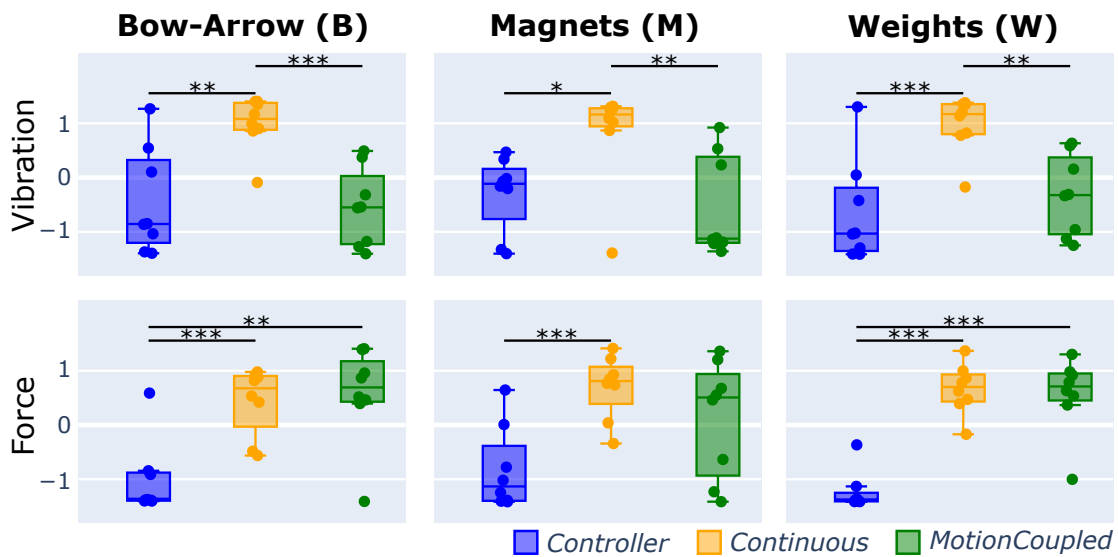 Bow-Arrow (B) Magnets (M) Weights (W)
Vibration
*** ** **
** * ***
1
0
−1
Force
** ***
*** *** ***
1
0
−1
Controller Continuous MotionCoupled